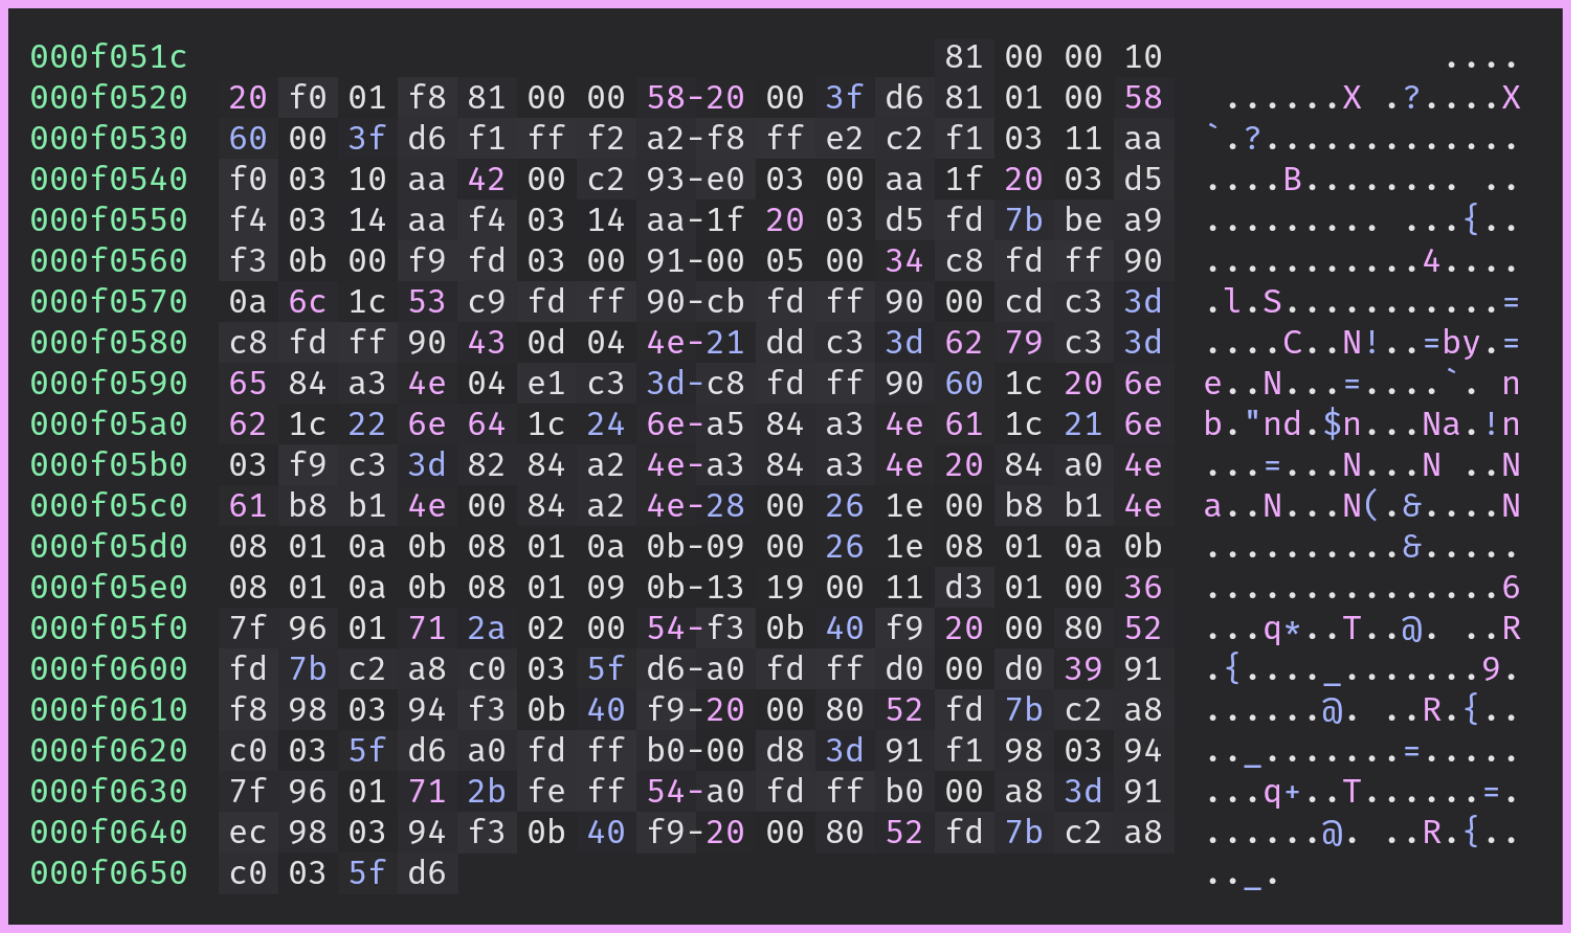 000f051c 81 00 00 10 ....
000f0520 20 f0 01 f8 81 00 00 58-20 00 3f d6 81 01 00 58 ......X .?....X
000f0530 60 00 3f d6 f1 ff f2 a2-f8 ff e2 c2 f1 03 11 aa `.?.............
000f0540 f0 03 10 aa 42 00 c2 93-e0 03 00 aa 1f 20 03 d5 ....B........ ..
000f0550 f4 03 14 aa f4 03 14 aa-1f 20 03 d5 fd 7b be a9 ......... ...{..
000f0560 f3 0b 00 f9 fd 03 00 91-00 05 00 34 c8 fd ff 90 ...........4....
000f0570 0a 6c 1c 53 c9 fd ff 90-cb fd ff 90 00 cd c3 3d .l.S...........=
000f0580 c8 fd ff 90 43 0d 04 4e-21 dd c3 3d 62 79 c3 3d ....C..N!..=by.=
000f0590 65 84 a3 4e 04 e1 c3 3d-c8 fd ff 90 60 1c 20 6e e..N...=....`. n
000f05a0 62 1c 22 6e 64 1c 24 6e-a5 84 a3 4e 61 1c 21 6e b."nd.$n...Na.!n
000f05b0 03 f9 c3 3d 82 84 a2 4e-a3 84 a3 4e 20 84 a0 4e ...=...N...N ..N
000f05c0 61 b8 b1 4e 00 84 a2 4e-28 00 26 1e 00 b8 b1 4e a..N...N(.&....N
000f05d0 08 01 0a 0b 08 01 0a 0b-09 00 26 1e 08 01 0a 0b ..........&.....
000f05e0 08 01 0a 0b 08 01 09 0b-13 19 00 11 d3 01 00 36 ...............6
000f05f0 7f 96 01 71 2a 02 00 54-f3 0b 40 f9 20 00 80 52 ...q*..T..@. ..R
000f0600 fd 7b c2 a8 c0 03 5f d6-a0 fd ff d0 00 d0 39 91 .{...._.......9.
000f0610 f8 98 03 94 f3 0b 40 f9-20 00 80 52 fd 7b c2 a8 ......@. ..R.{..
000f0620 c0 03 5f d6 a0 fd ff b0-00 d8 3d 91 f1 98 03 94 .._.......=.....
000f0630 7f 96 01 71 2b fe ff 54-a0 fd ff b0 00 a8 3d 91 ...q+..T......=.
000f0640 ec 98 03 94 f3 0b 40 f9-20 00 80 52 fd 7b c2 a8 ......@. ..R.{..
000f0650 c0 03 5f d6 .._.